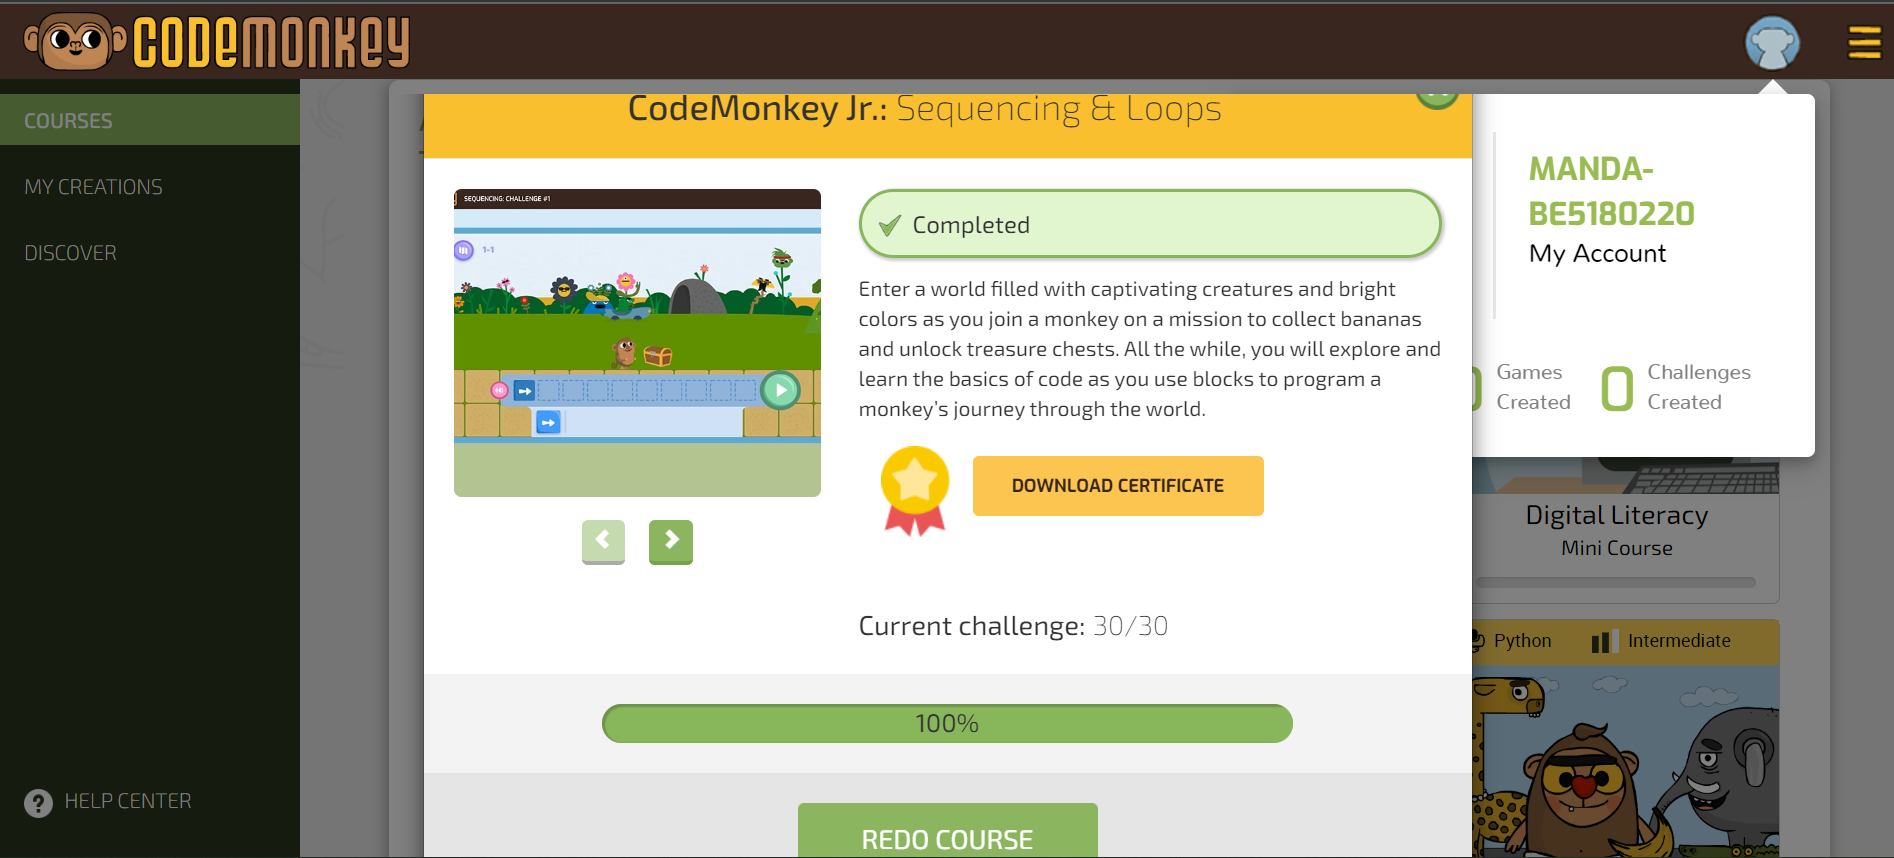 CODEMONKEY
COURSES
MY CREATIONS
DISCOVER
HELP CENTER
CodeMonkey Jr.: Sequencing & Loops
SEQUENCING: CHALLENGE #1
1-1
Completed
Enter a world filled with captivating creatures and bright
colors as you join a monkey on a mission to collect bananas
and unlock treasure chests. All the while, you will explore and
learn the basics of code as you use blocks to program a
monkey's journey through the world.
DOWNLOAD CERTIFICATE
Current challenge: 30/30
100%
REDO COURSE
MANDA-
BE5180220
My Account
Games
Created
0 Challenges
Created
Digital Literacy
Mini Course
Python Intermediate